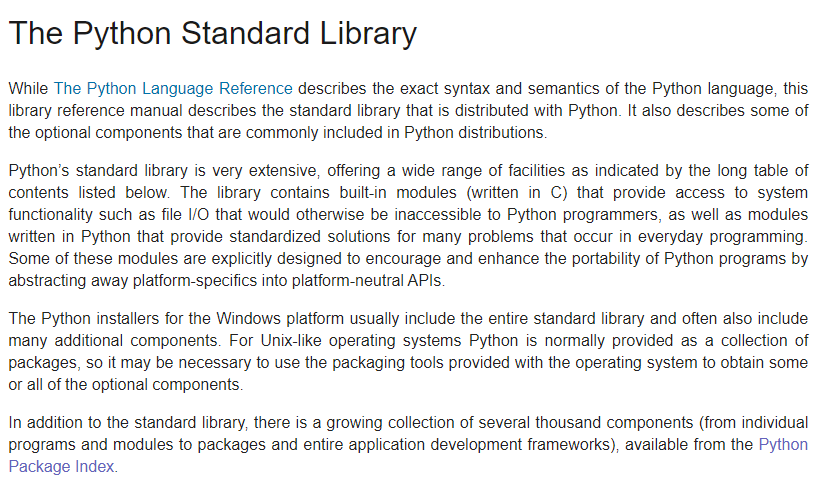 The Python Standard Library
While The Python Language Reference describes the exact syntax and semantics of the Python language, this
library reference manual describes the standard library that is distributed with Python. It also describes some of
the optional components that are commonly included in Python distributions.
Python’s standard library is very extensive, offering a wide range of facilities as indicated by the long table of
contents listed below. The library contains built-in modules (written in C) that provide access to system
functionality such as file I/O that would otherwise be inaccessible to Python programmers, as well as modules
written in Python that provide standardized solutions for many problems that occur in everyday programming.
Some of these modules are explicitly designed to encourage and enhance the portability of Python programs by
abstracting away platform-specifics into platform-neutral APIs.
The Python installers for the Windows platform usually include the entire standard library and often also include
many additional components. For Unix-like operating systems Python is normally provided as a collection of
packages, so it may be necessary to use the packaging tools provided with the operating system to obtain some
or all of the optional components.
In addition to the standard library, there is a growing collection of several thousand components (from individual
programs and modules to packages and entire application development frameworks), available from the Python
Package Index.